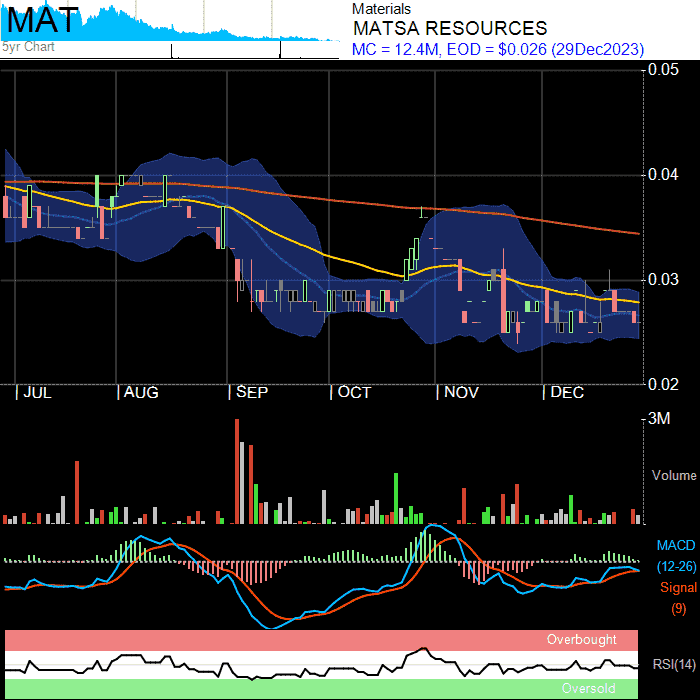 MAT
5yr Chart
Materials
MATSA RESOURCES
MC = 12.4M, EOD = $0.026 (29Dec2023)
0.05
0.04
0.03
0.02
JUL AUG SEP OCT NOV DEC
3M
Volume
MACD
(12-26)
Signal
(9)
Overbought
RSI(14)
Oversold